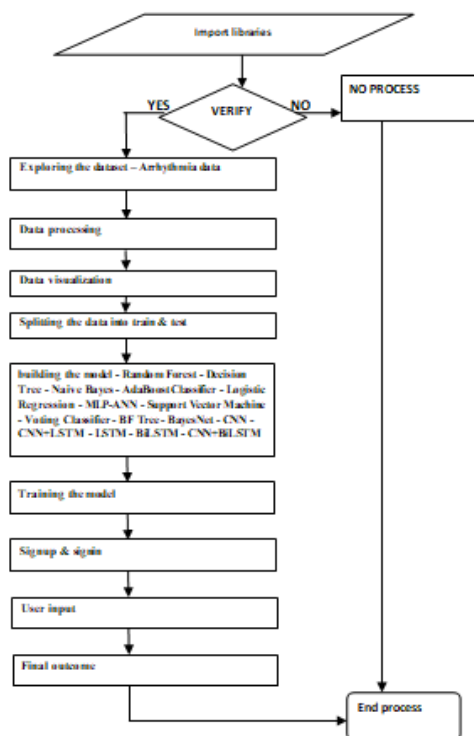 Import libraries
VERIFY
YES
NO
NO PROCESS
Exploring the dataset – Arrhythmia data
Data processing
Data visualization
Splitting the data into train & test
building the model - Random Forest - Decision
Tree - Naive Bayes - AdaBoost Classifier - Logistic
Regression - MLP-ANN - Support Vector Machine
- Voting Classifier - BF Tree - BayesNet - CNN -
CNN+LSTM - LSTM - BiLSTM - CNN+BiLSTM
Training the model
Signup & signin
User input
Final outcome
End process